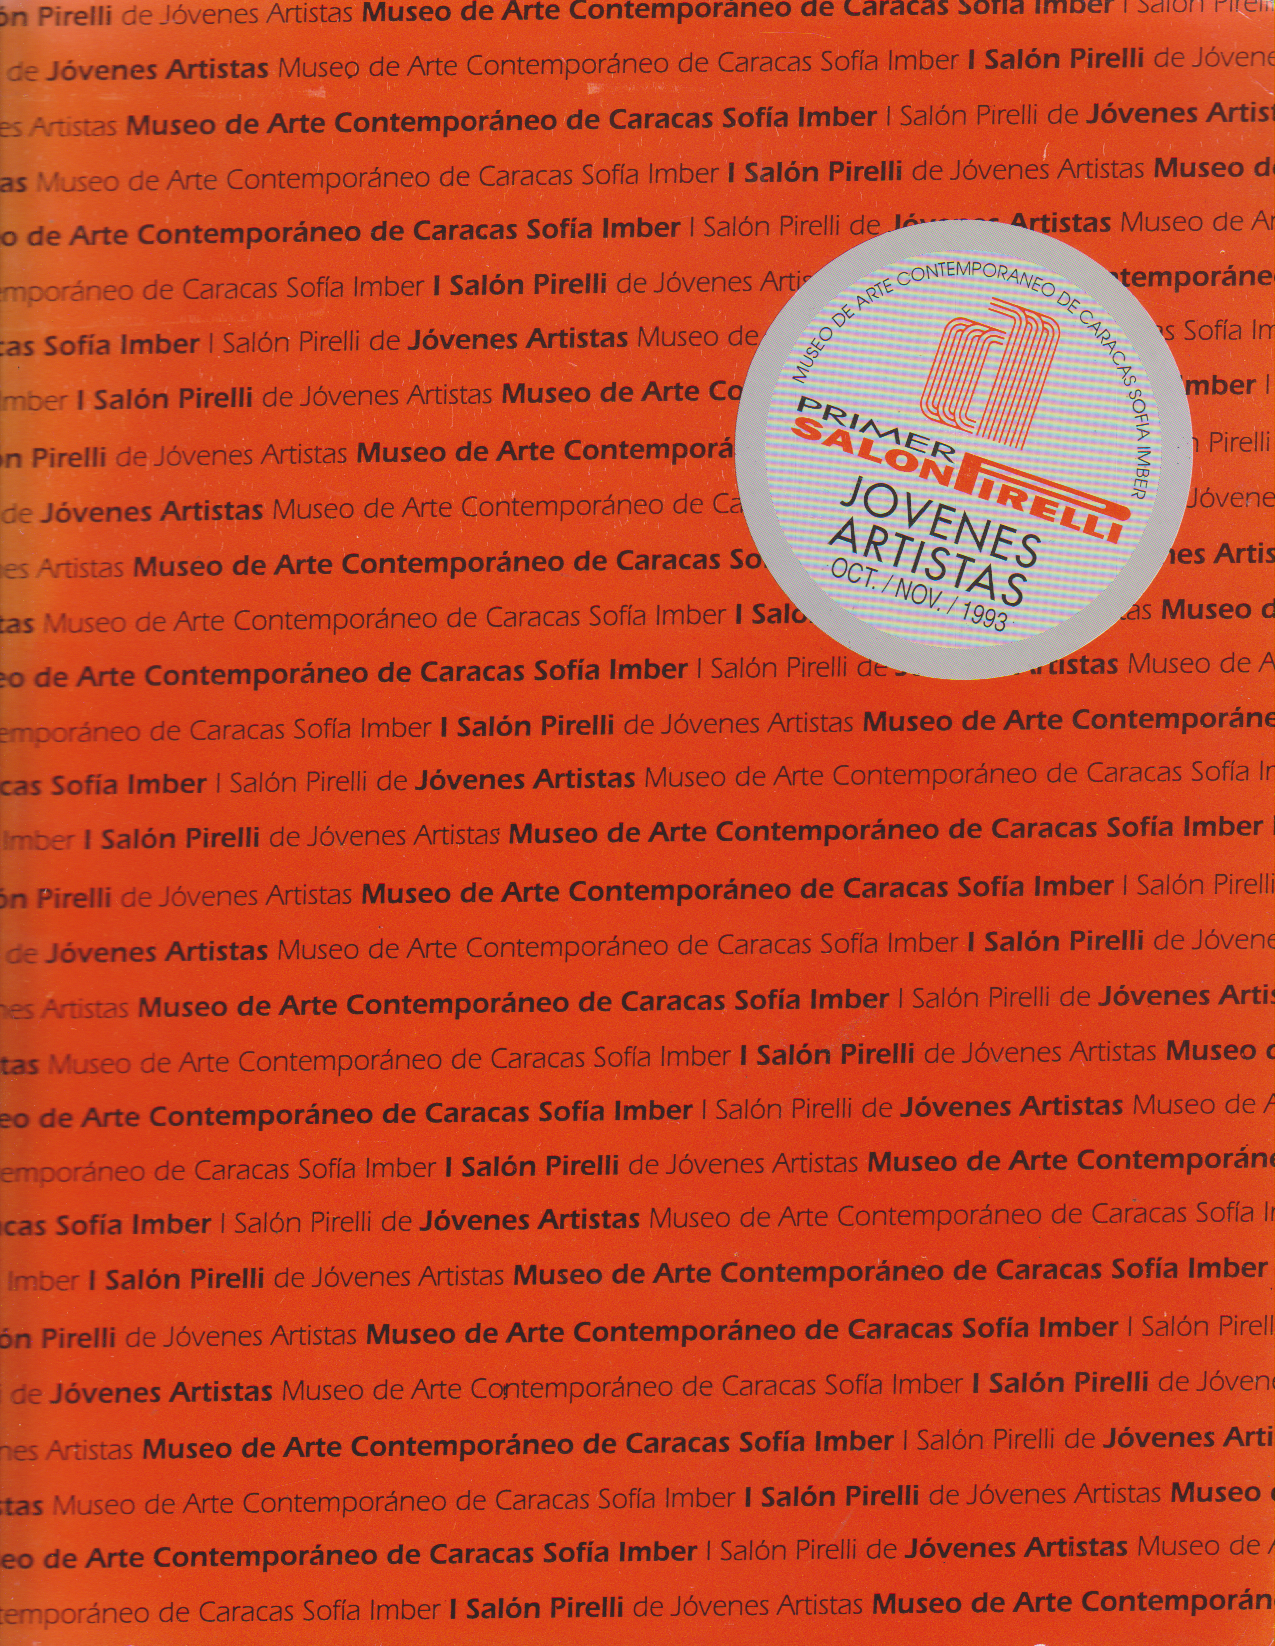 ón Pirelli de Jóvenes Artistas Museo de Arte Contemporáneo de Caracas Sofía Imber I Salón Pirelli
de Jóvenes Artistas Museo de Arte Contemporáneo de Caracas Sofía Imber I Salón Pirelli de Jóvene
es Artistas Museo de Arte Contemporáneo de Caracas Sofía Imber I Salón Pirelli de Jóvenes Artist
as Museo de Arte Contemporáneo de Caracas Sofía Imber I Salón Pirelli de Jóvenes Artistas Museo de
o de Arte Contemporáneo de Caracas Sofía Imber I Salón Pirelli de Jóvenes Artistas Museo de Ar
mporáneo de Caracas Sofía Imber I Salón Pirelli de Jóvenes Artis temporáne
cas Sofía Imber I Salón Pirelli de Jóvenes Artistas Museo de s Sofía Im
Imber I Salón Pirelli de Jóvenes Artistas Museo de Arte Co mber I
ón Pirelli de Jóvenes Artistas Museo de Arte Contemporá n Pirelli
de Jóvenes Artistas Museo de Arte Contemporáneo de Ca Jóvene
es Artistas Museo de Arte Contemporáneo de Caracas So nes Artis
tas Museo de Arte Contemporáneo de Caracas Sofía Imber I Saló tas Museo d
eo de Arte Contemporáneo de Caracas Sofía Imber I Salón Pirelli de Artistas Museo de A
emporáneo de Caracas Sofía Imber I Salón Pirelli de Jóvenes Artistas Museo de Arte Contemporáne
cas Sofía Imber I Salón Pirelli de Jóvenes Artistas Museo de Arte Contemporáneo de Caracas Sofía Ir
Imber I Salón Pirelli de Jóvenes Artistas Museo de Arte Contemporáneo de Caracas Sofía Imber I
ón Pirelli de Jóvenes Artistas Museo de Arte Contemporáneo de Caracas Sofía Imber I Salón Pirelli
de Jóvenes Artistas Museo de Arte Contemporáneo de Caracas Sofía Imber I Salón Pirelli de Jóvene
nes Artistas Museo de Arte Contemporáneo de Caracas Sofía Imber I Salón Pirelli de Jóvenes Artis
tas Museo de Arte Contemporáneo de Caracas Sofía Imber I Salón Pirelli de Jóvenes Artistas Museo d
eo de Arte Contemporáneo de Caracas Sofía Imber I Salón Pirelli de Jóvenes Artistas Museo de A
emporáneo de Caracas Sofía Imber I Salón Pirelli de Jóvenes Artistas Museo de Arte Contemporáne
cas Sofía Imber I Salón Pirelli de Jóvenes Artistas Museo de Arte Contemporáneo de Caracas Sofía I
Imber I Salón Pirelli de Jóvenes Artistas Museo de Arte Contemporáneo de Caracas Sofía Imber
ón Pirelli de Jóvenes Artistas Museo de Arte Contemporáneo de Caracas Sofía Imber I Salón Pirell
de Jóvenes Artistas Museo de Arte Contemporáneo de Caracas Sofía Imber I Salón Pirelli de Jóven
nes Artistas Museo de Arte Contemporáneo de Caracas Sofía Imber I Salón Pirelli de Jóvenes Arti
stas Museo de Arte Contemporáneo de Caracas Sofía Imber I Salón Pirelli de Jóvenes Artistas Museo
eo de Arte Contemporáneo de Caracas Sofía Imber I Salón Pirelli de Jóvenes Artistas Museo de
temporáneo de Caracas Sofía Imber I Salón Pirelli de Jóvenes Artistas Museo de Arte Contemporán
MUSEO DE ARTE CONTEMPORANEO DE CARACAS SOFIA IMBER
PRIMER
SALON PIRELLI
JOVENES
ARTISTAS
OCT. / NOV. / 1993